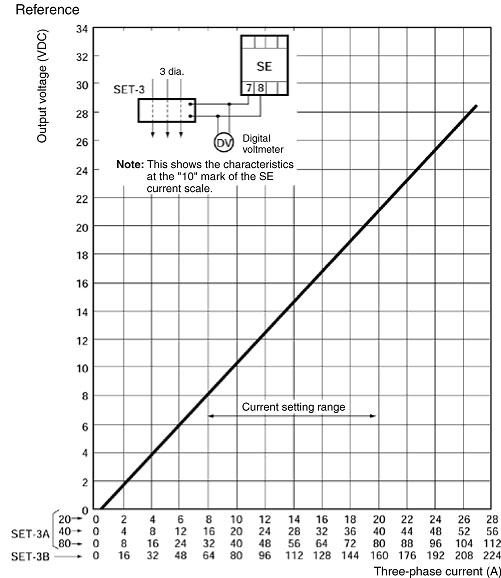 Reference
Output voltage (VDC)
34
32
30
28
26
24
22
20
18
16
14
12
10
8
6
4
2
0
SE
7 8
3 dia.
SET-3
DV
Digital
voltmeter
Note: This shows the characteristics
at the "10" mark of the SE
current scale.
Current setting range
SET-3A
20 0 2 4 6 8 10 12 14 16 18 20 22 24 26 28
40 0 4 8 12 16 20 24 28 32 36 40 44 48 52 56
80 0 8 16 24 32 40 48 56 64 72 80 88 96 104 112
SET-3B 0 16 32 48 64 80 96 112 128 144 160 176 192 208 224
Three-phase current (A)